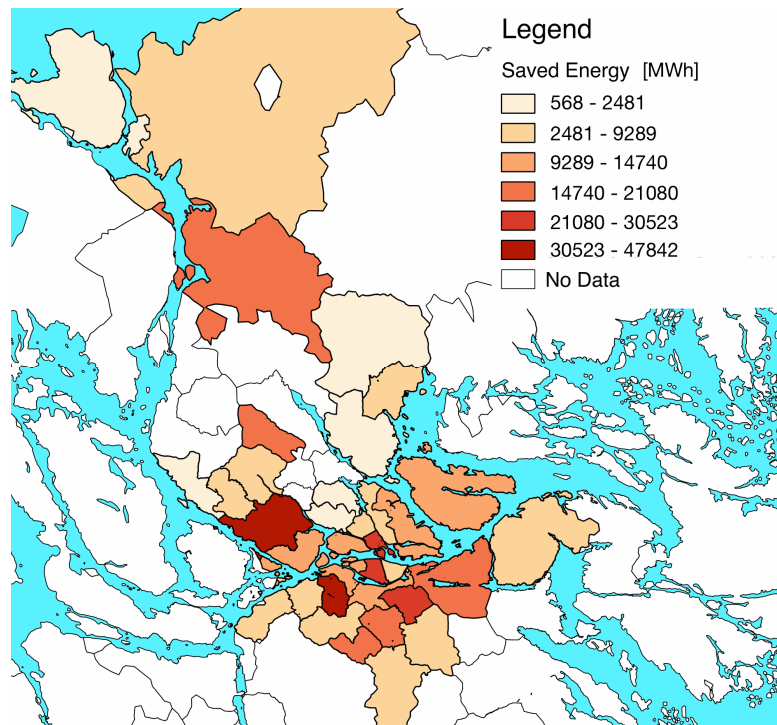 Legend
Saved Energy [MWh]
568 - 2481
2481 - 9289
9289 - 14740
14740 - 21080
21080 - 30523
30523 - 47842
No Data